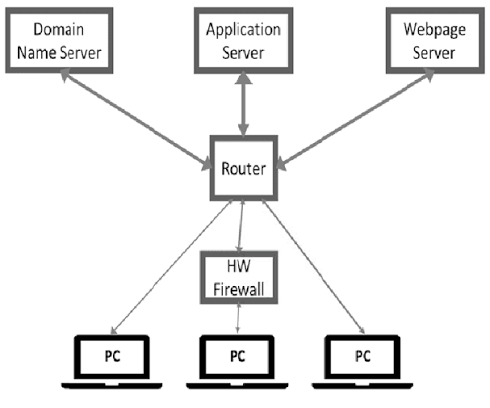 Domain
Name Server
Application
Server
Webpage
Server
Router
HW
Firewall
PC
PC
PC